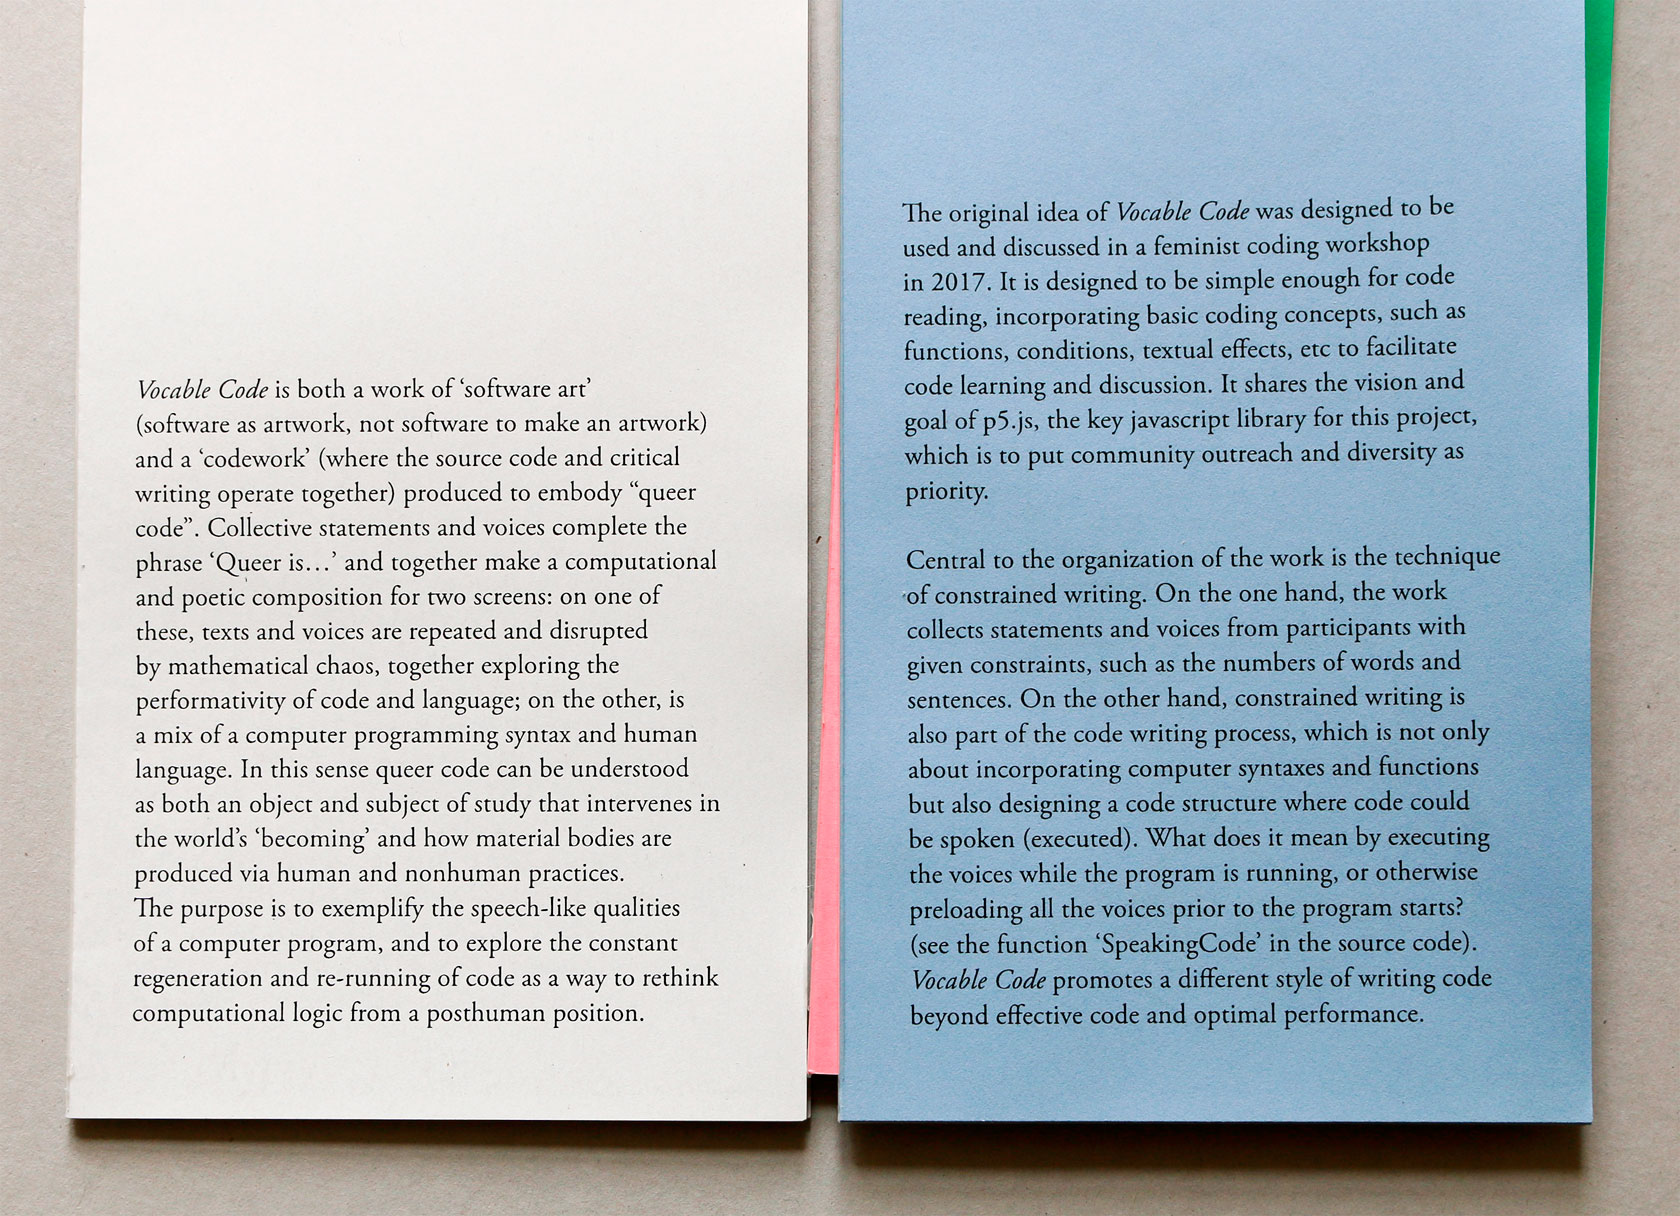 Vocable Code is both a work of ‘software art’
(software as artwork, not software to make an artwork)
and a ‘codework’ (where the source code and critical
writing operate together) produced to embody “queer
code”. Collective statements and voices complete the
phrase ‘Queer is…’ and together make a computational
and poetic composition for two screens: on one of
these, texts and voices are repeated and disrupted
by mathematical chaos, together exploring the
performativity of code and language; on the other, is
a mix of a computer programming syntax and human
language. In this sense queer code can be understood
as both an object and subject of study that intervenes in
the world’s ‘becoming’ and how material bodies are
produced via human and nonhuman practices.
The purpose is to exemplify the speech-like qualities
of a computer program, and to explore the constant
regeneration and re-running of code as a way to rethink
computational logic from a posthuman position.
The original idea of Vocable Code was designed to be
used and discussed in a feminist coding workshop
in 2017. It is designed to be simple enough for code
reading, incorporating basic coding concepts, such as
functions, conditions, textual effects, etc to facilitate
code learning and discussion. It shares the vision and
goal of p5.js, the key javascript library for this project,
which is to put community outreach and diversity as
priority.
Central to the organization of the work is the technique
of constrained writing. On the one hand, the work
collects statements and voices from participants with
given constraints, such as the numbers of words and
sentences. On the other hand, constrained writing is
also part of the code writing process, which is not only
about incorporating computer syntaxes and functions
but also designing a code structure where code could
be spoken (executed). What does it mean by executing
the voices while the program is running, or otherwise
preloading all the voices prior to the program starts?
(see the function ‘SpeakingCode’ in the source code).
Vocable Code promotes a different style of writing code
beyond effective code and optimal performance.